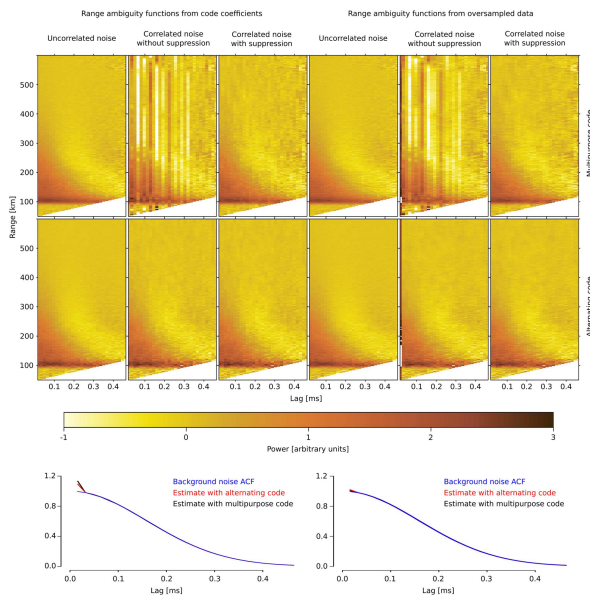 Range ambiguity functions from code coefficients
Range ambiguity functions from oversampled data
Uncorrelated noise
Correlated noise
without suppression
Correlated noise
with suppression
Uncorrelated noise
Correlated noise
without suppression
Correlated noise
with suppression
500
400
300
200
100
Multipurpose code
Range [km]
500
400
300
200
100
Alternating code
0.1 0.2 0.3 0.4
0.1 0.2 0.3 0.4
0.1 0.2 0.3 0.4
0.1 0.2 0.3 0.4
0.1 0.2 0.3 0.4
0.1 0.2 0.3 0.4
Lag [ms]
Lag [ms]
-1 0 1 2 3
Power [arbitrary units]
1.2
0.8
0.4
0.0
Background noise ACF
Estimate with alternating code
Estimate with multipurpose code
0.0 0.1 0.2 0.3 0.4
Lag [ms]
1.2
0.8
0.4
0.0
Background noise ACF
Estimate with alternating code
Estimate with multipurpose code
0.0 0.1 0.2 0.3 0.4
Lag [ms]